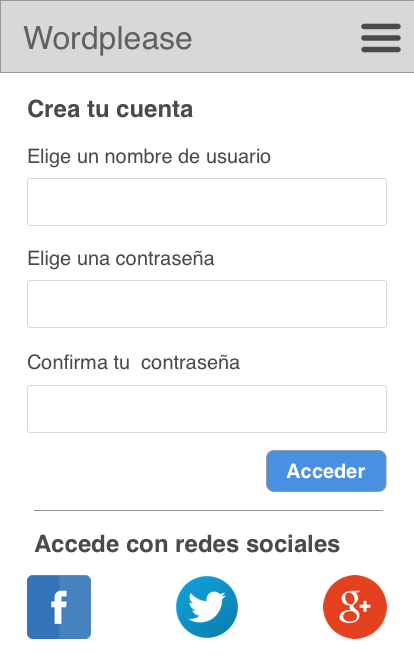 Wordplease
Crea tu cuenta
Elige un nombre de usuario
Elige una contraseña
Confirma tu  contraseña
Acceder
Accede con redes sociales
f
g+